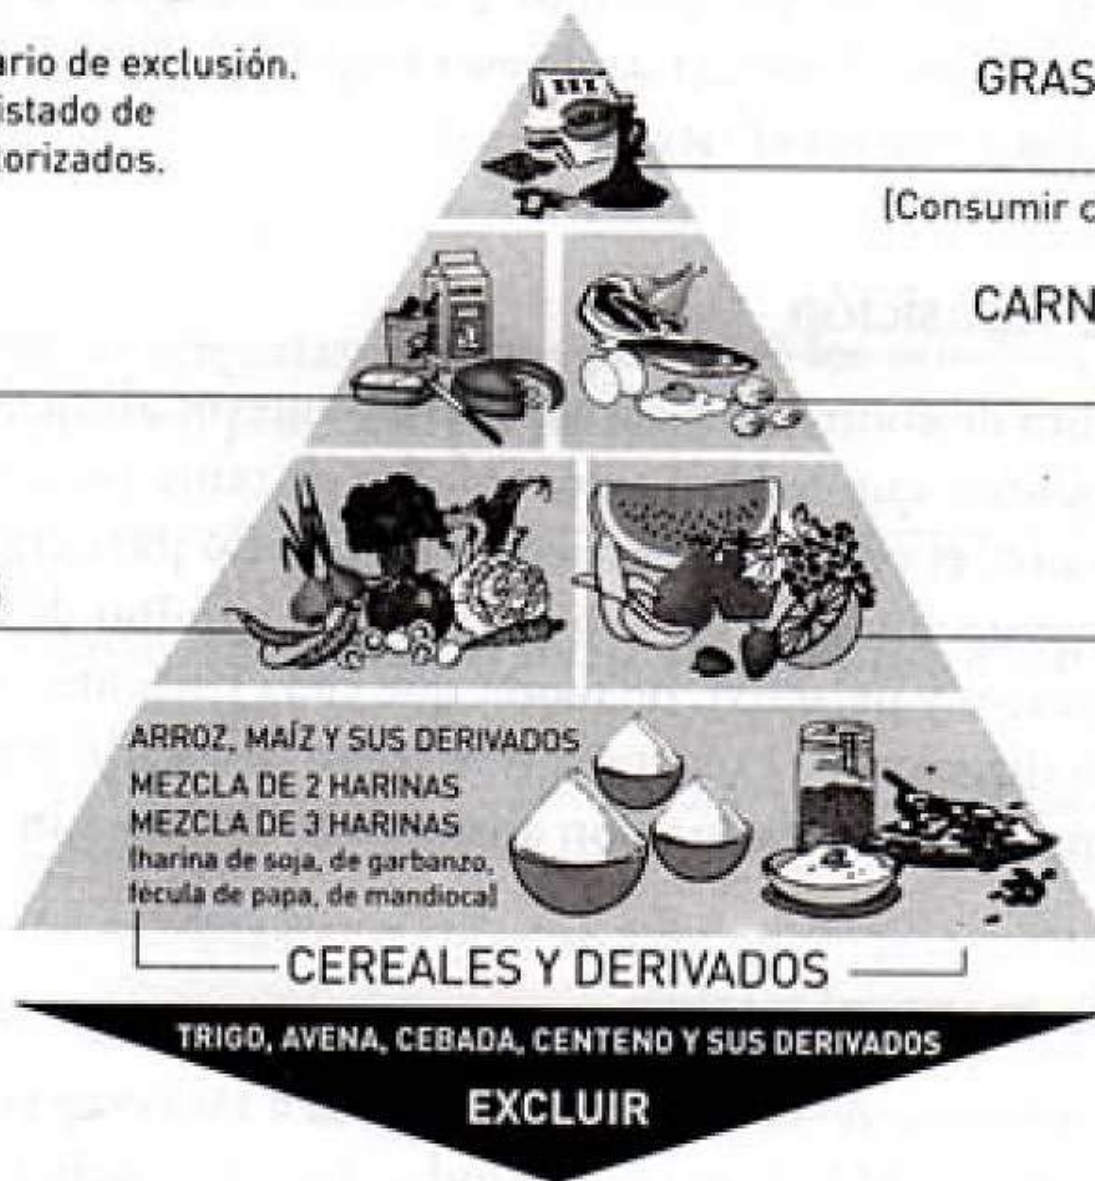 ario de exclusión.
istado de
torizados.
GRAS
(Consumir c
CARN
ARROZ, MAÍZ Y SUS DERIVADOS
MEZCLA DE 2 HARINAS
MEZCLA DE 3 HARINAS
(harina de soja, de garbanzo,
fécula de papa, de mandioca)
CEREALES Y DERIVADOS
TRIGO, AVENA, CEBADA, CENTENO Y SUS DERIVADOS
EXCLUIR